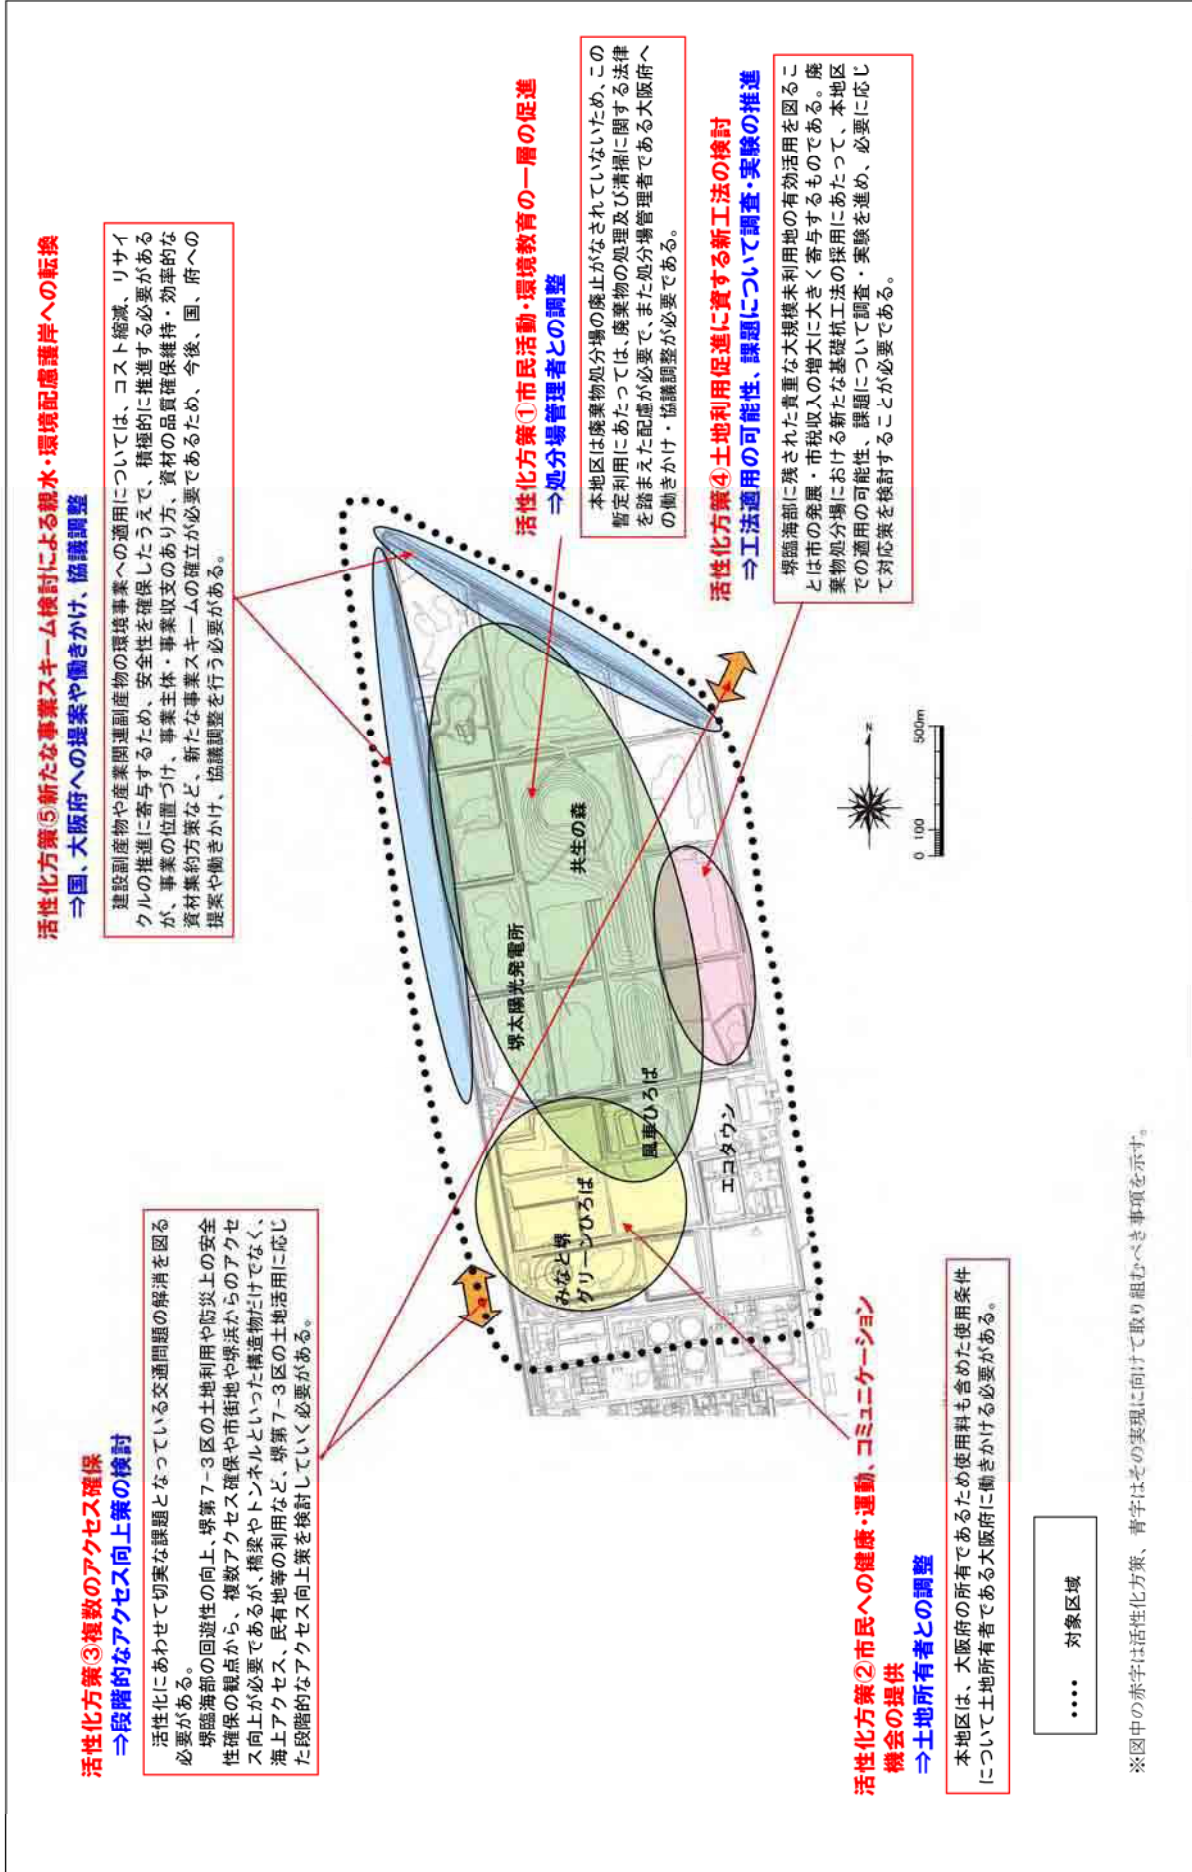 活性化方策③複数のアクセス確保
⇒段階的なアクセス向上策の検討
活性化にあわせて切実な課題となっている交通問題の解消を図る
必要がある。
堺臨海部の回遊性の向上、堺第7-3区の土地利用や防災上の安全
性確保の観点から、複数アクセス確保や市街地や堺浜からのアクセ
ス向上が必要であるが、橋梁やトンネルといった構造物だけでなく、
海上アクセス、民有地等の利用など、堺第7-3区の土地活用に応じ
た段階的なアクセス向上策を検討していく必要がある。
活性化方策⑤新たな事業スキーム検討による親水・環境配慮護岸への転換
⇒国、大阪府への提案や働きかけ、協議調整
建設副産物や産業関連副産物の環境事業への適用については、コスト縮減、リサイ
クルの推進に寄与するため、安全性を確保したうえで、積極的に推進する必要がある
が、事業の位置づけ、事業主体・事業収支のあり方、資材の品質確保維持・効率的な
資材集約方策など、新たな事業スキームの確立が必要であるため、今後、国、府への
提案や働きかけ、協議調整を行う必要がある。
活性化方策①市民活動・環境教育の一層の促進
⇒処分場管理者との調整
本地区は廃棄物処分場の廃止がなされていないため、この
暫定利用にあたっては、廃棄物の処理及び清掃に関する法律
を踏まえた配慮が必要で、また処分場管理者である大阪府へ
の働きかけ・協議調整が必要である。
活性化方策④土地利用促進に資する新工法の検討
⇒工法適用の可能性、課題について調査・実験の推進
堺臨海部に残された貴重な大規模未利用地の有効活用を図るこ
とは市の発展・市税収入の増大に大きく寄与するものである。廃
棄物処分場における新たな基礎杭工法の採用にあたって、本地区
での適用の可能性、課題について調査・実験を進め、必要に応じ
て対応策を検討することが必要である。
堺太陽光発電所
共生の森
みなと堺
グリーンひろば
風車ひろば
エコタウン
N
0 100 500m
活性化方策②市民への健康・運動、コミュニケーション
機会の提供
⇒土地所有者との調整
本地区は、大阪府の所有であるため使用料も含めた使用条件
について土地所有者である大阪府に働きかける必要がある。
対象区域
※図中の赤字は活性化方策、青字はその実現に向けて取り組むべき事項を示す。